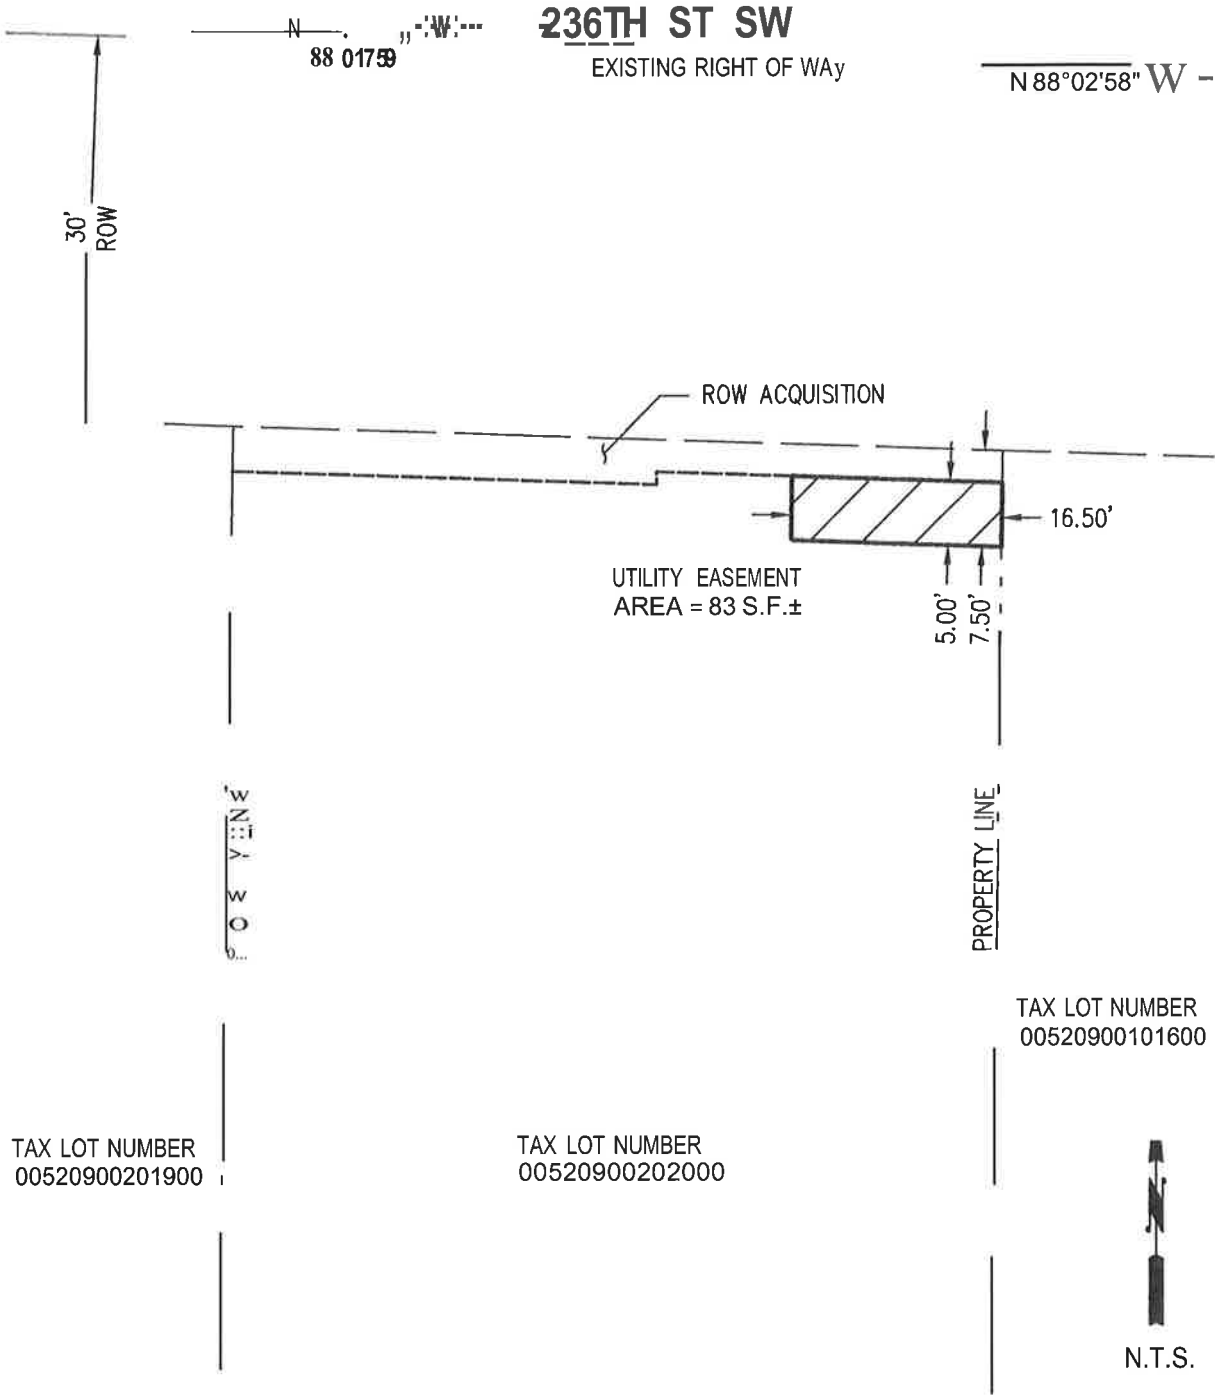 236TH ST SW
EXISTING RIGHT OF WAy
N
88 01759
N 88°02'58" W -
30'
ROW
ROW ACQUISITION
16.50'
UTILITY EASEMENT
AREA = 83 S.F.±
5.00'
7.50'
PROPERTY LINE
TAX LOT NUMBER
00520900101600
TAX LOT NUMBER
00520900201900
TAX LOT NUMBER
00520900202000
N
N.T.S.